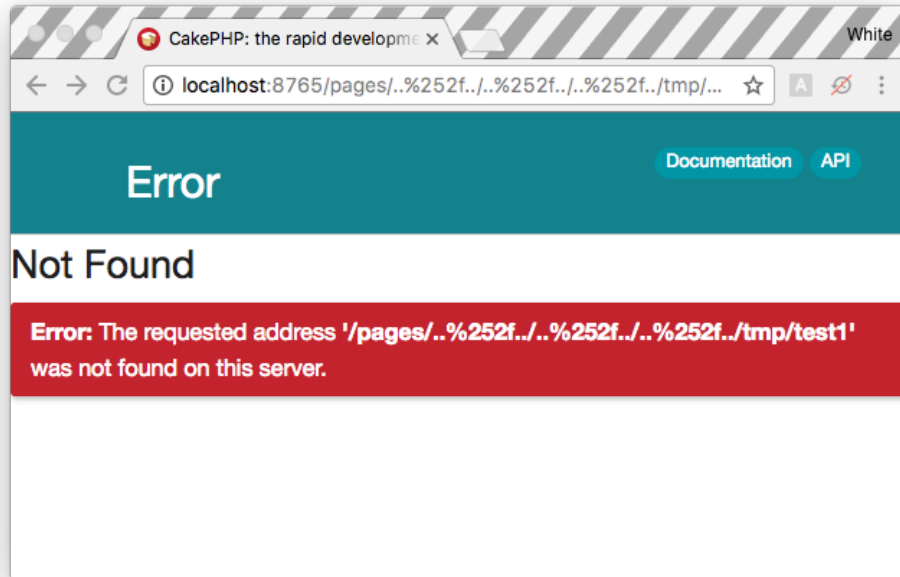 CakePHP: the rapid developme
White
localhost:8765/pages/..%252f../..%252f../..%252f../tmp/...
A
Error
Documentation
API
Not Found
Error: The requested address '/pages/..%252f../..%252f../..%252f../tmp/test1'
was not found on this server.